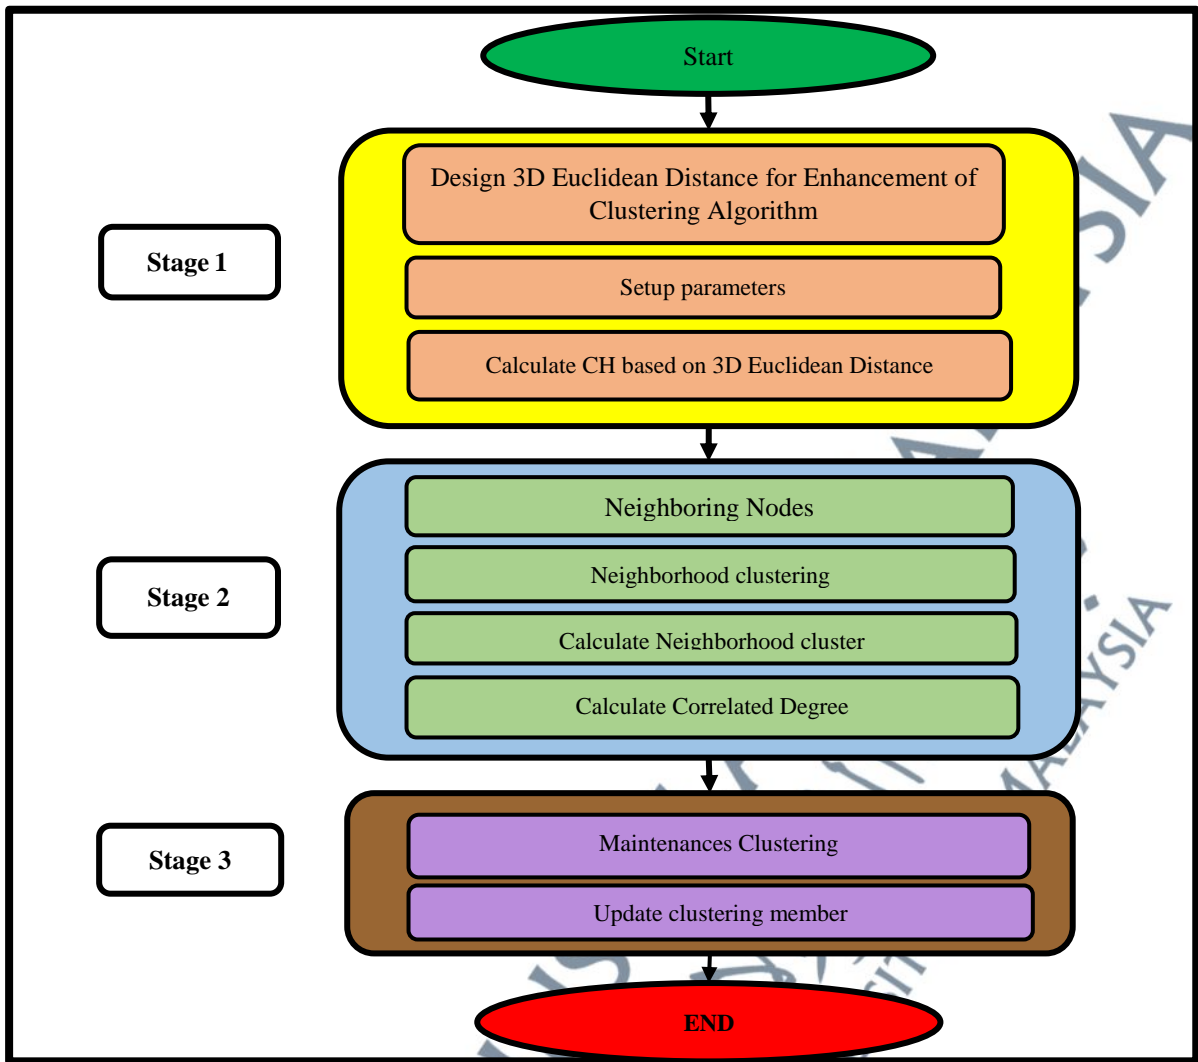 Start
Design 3D Euclidean Distance for Enhancement of
Clustering Algorithm
Stage 1
Setup parameters
Calculate CH based on 3D Euclidean Distance
Neighboring Nodes
Neighborhood clustering
Stage 2
Calculate Neighborhood cluster
Calculate Correlated Degree
Maintenances Clustering
Stage 3
Update clustering member
END
MALAYSIA